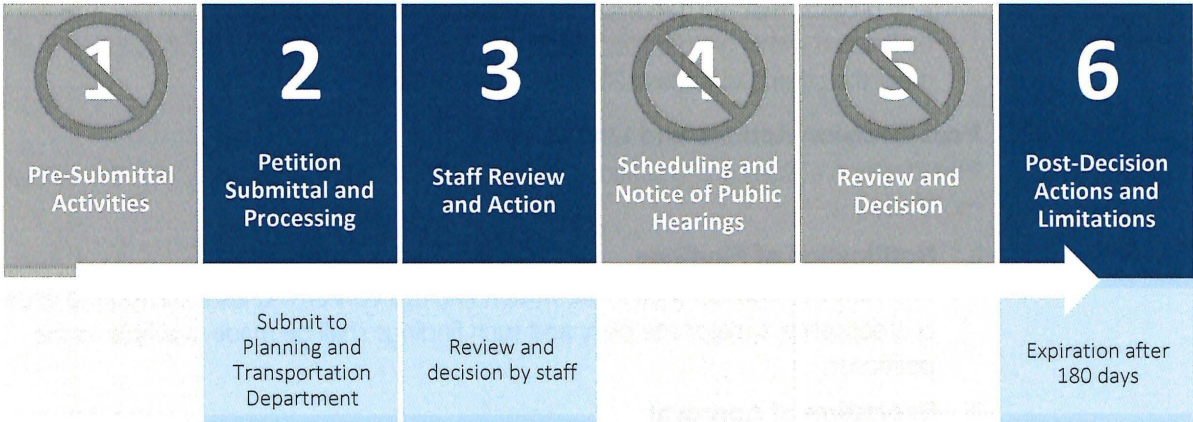 1
Pre-Submittal
Activities
2
Petition
Submittal and
Processing
3
Staff Review
and Action
4
Scheduling and
Notice of Public
Hearings
5
Review and
Decision
6
Post-Decision
Actions and
Limitations
Submit to
Planning and
Transportation
Department
Review and
decision by staff
Expiration after
180 days